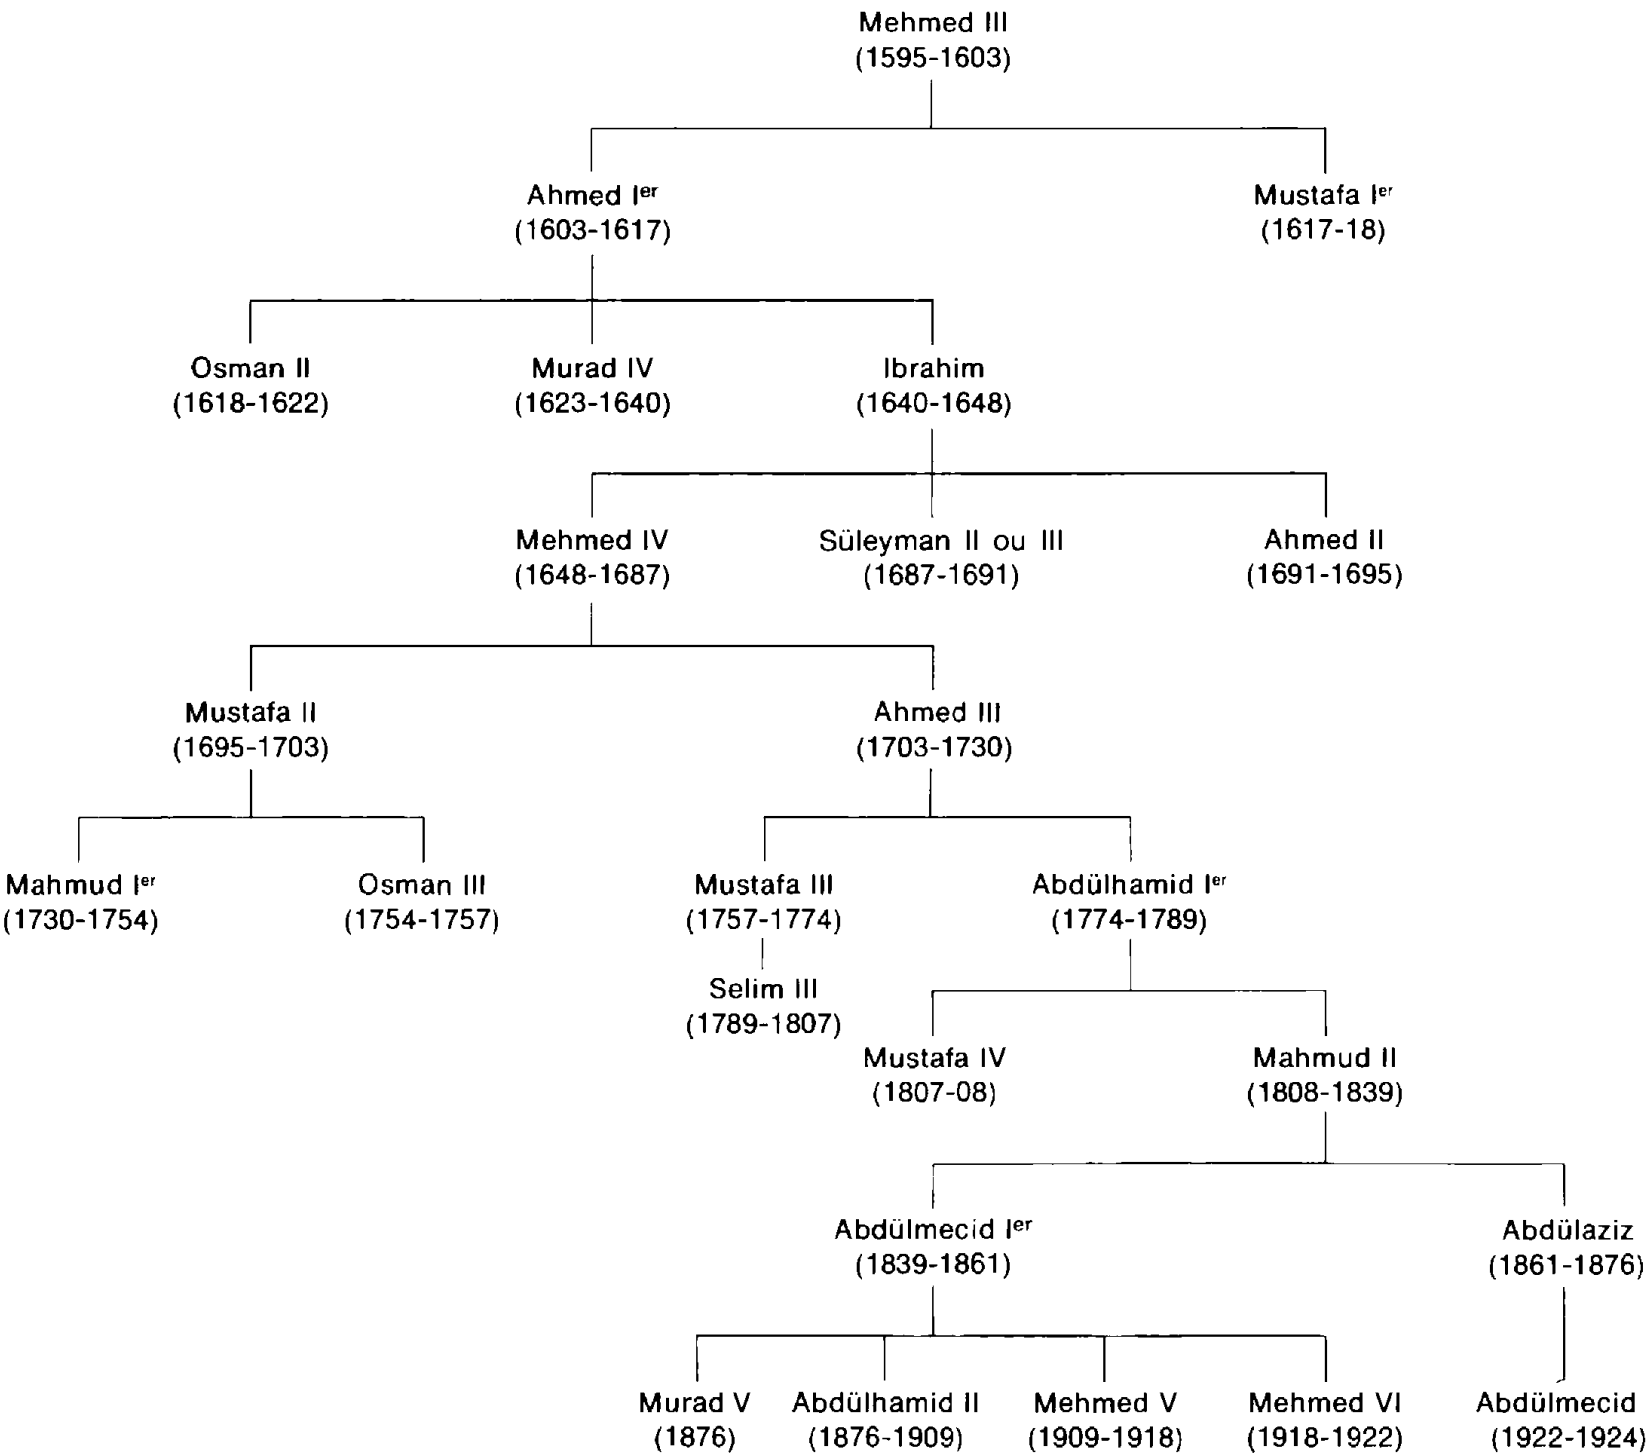 Mehmed III
(1595-1603)
Ahmed Ier
(1603-1617)
Mustafa Ier
(1617-18)
Osman II
(1618-1622)
Murad IV
(1623-1640)
Ibrahim
(1640-1648)
Mehmed IV
(1648-1687)
Süleyman II ou III
(1687-1691)
Ahmed II
(1691-1695)
Mustafa II
(1695-1703)
Ahmed III
(1703-1730)
Mahmud Ier
(1730-1754)
Osman III
(1754-1757)
Mustafa III
(1757-1774)
Abdülhamid Ier
(1774-1789)
Selim III
(1789-1807)
Mustafa IV
(1807-08)
Mahmud II
(1808-1839)
Abdülmecid Ier
(1839-1861)
Abdülaziz
(1861-1876)
Murad V
(1876)
Abdülhamid II
(1876-1909)
Mehmed V
(1909-1918)
Mehmed VI
(1918-1922)
Abdülmecid
(1922-1924)